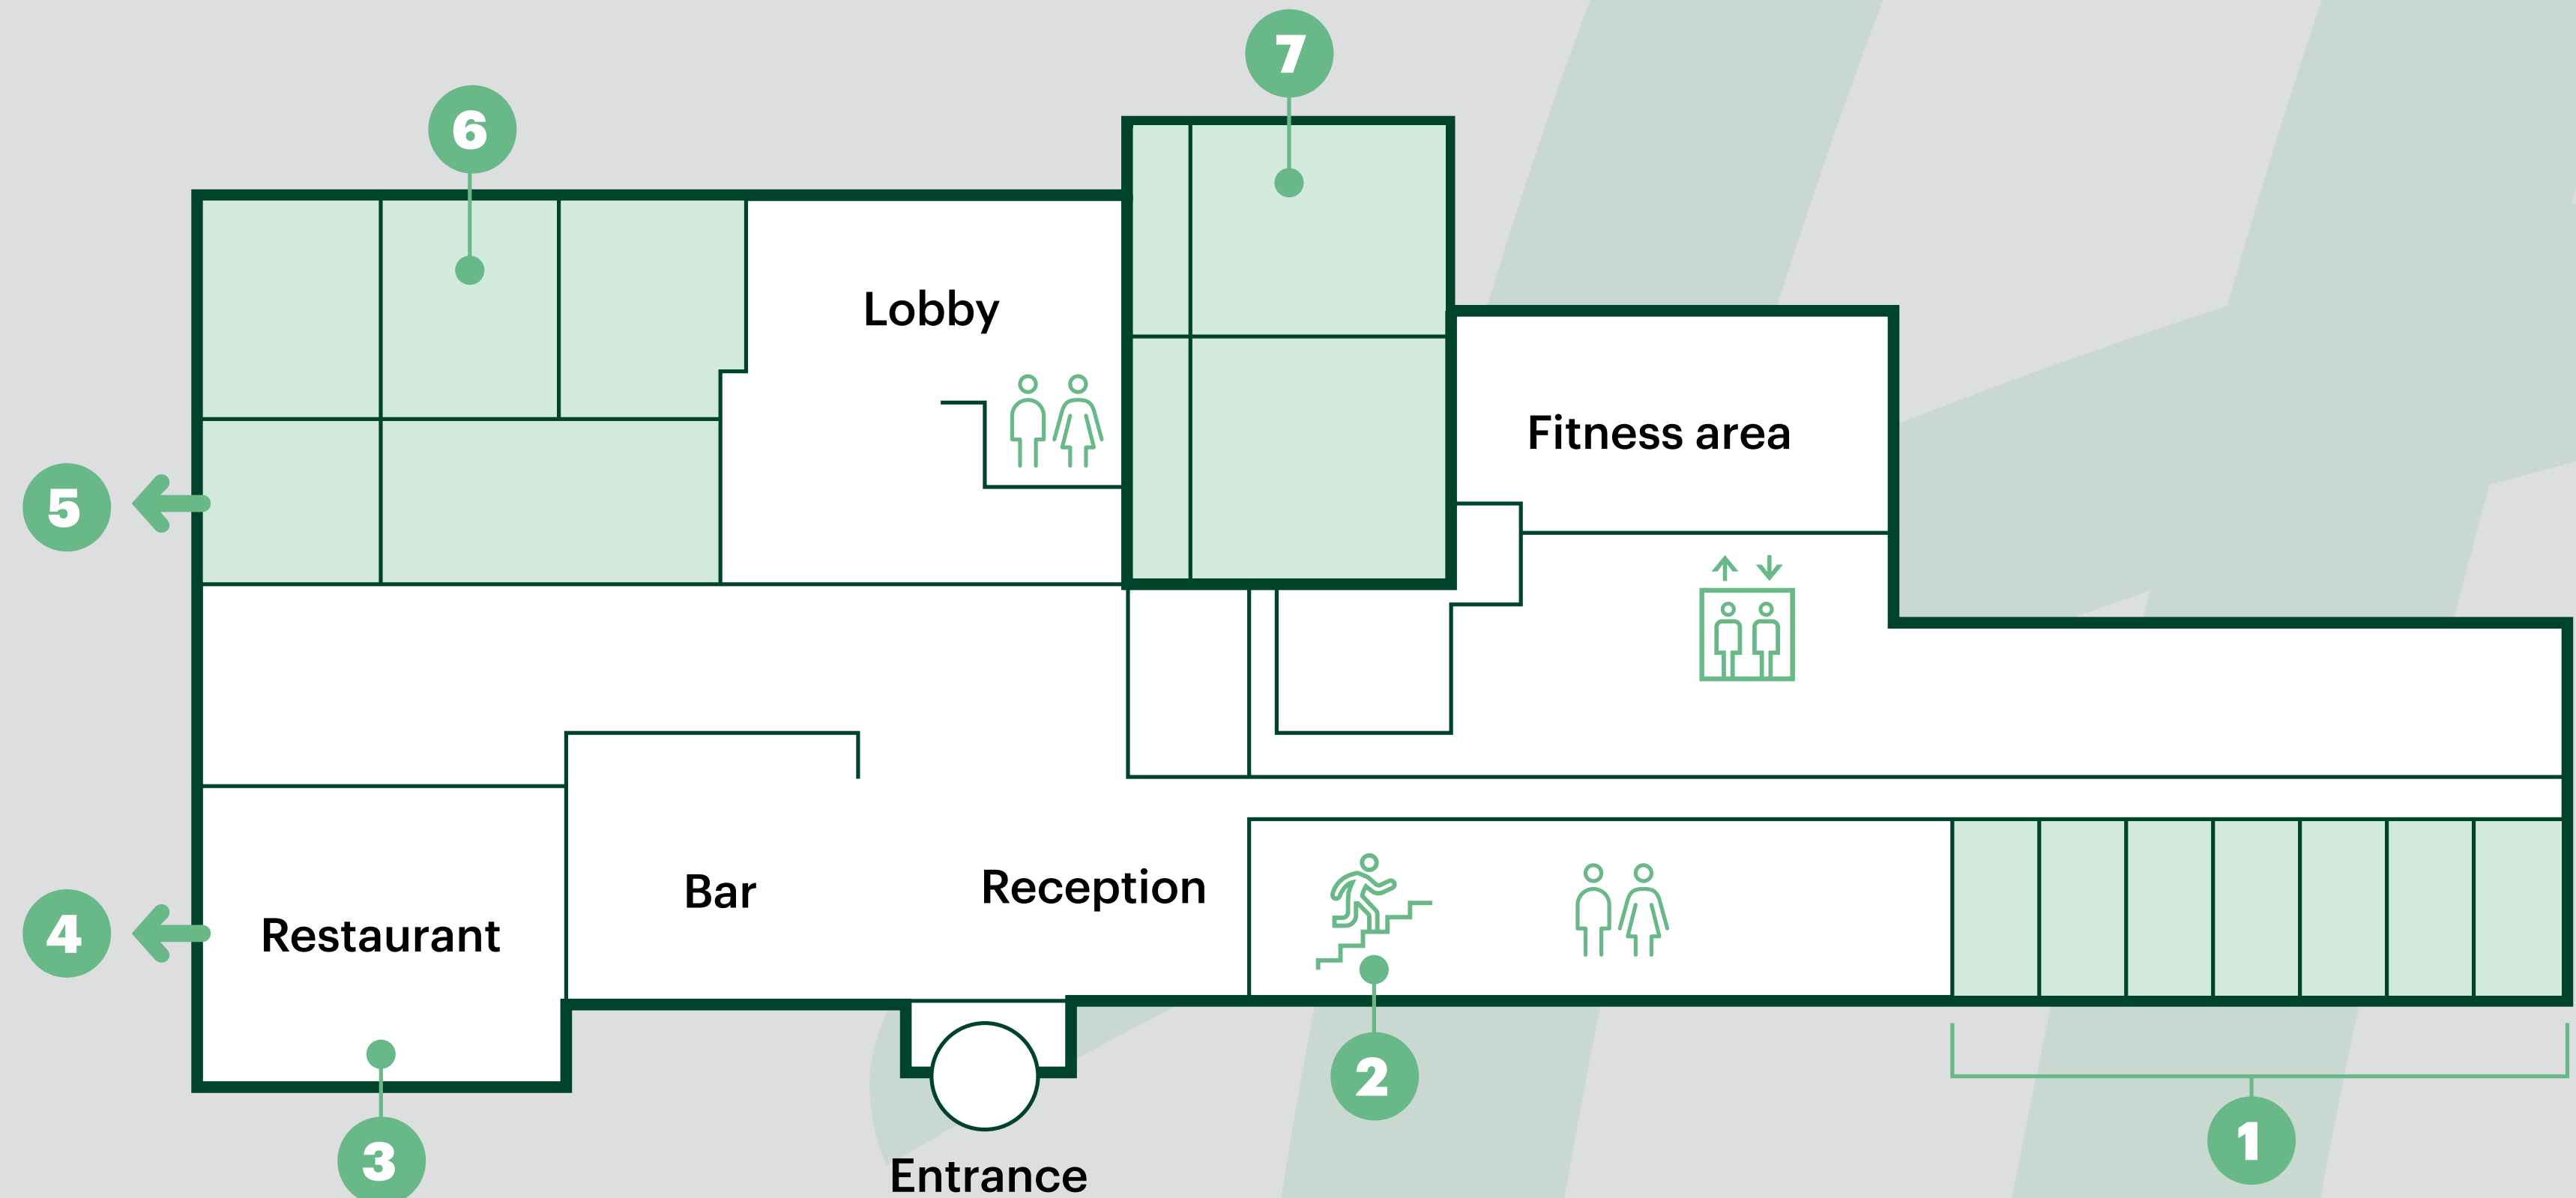 7
6
Lobby
Fitness area
5
Bar
Reception
Restaurant
4
2
1
3
Entrance